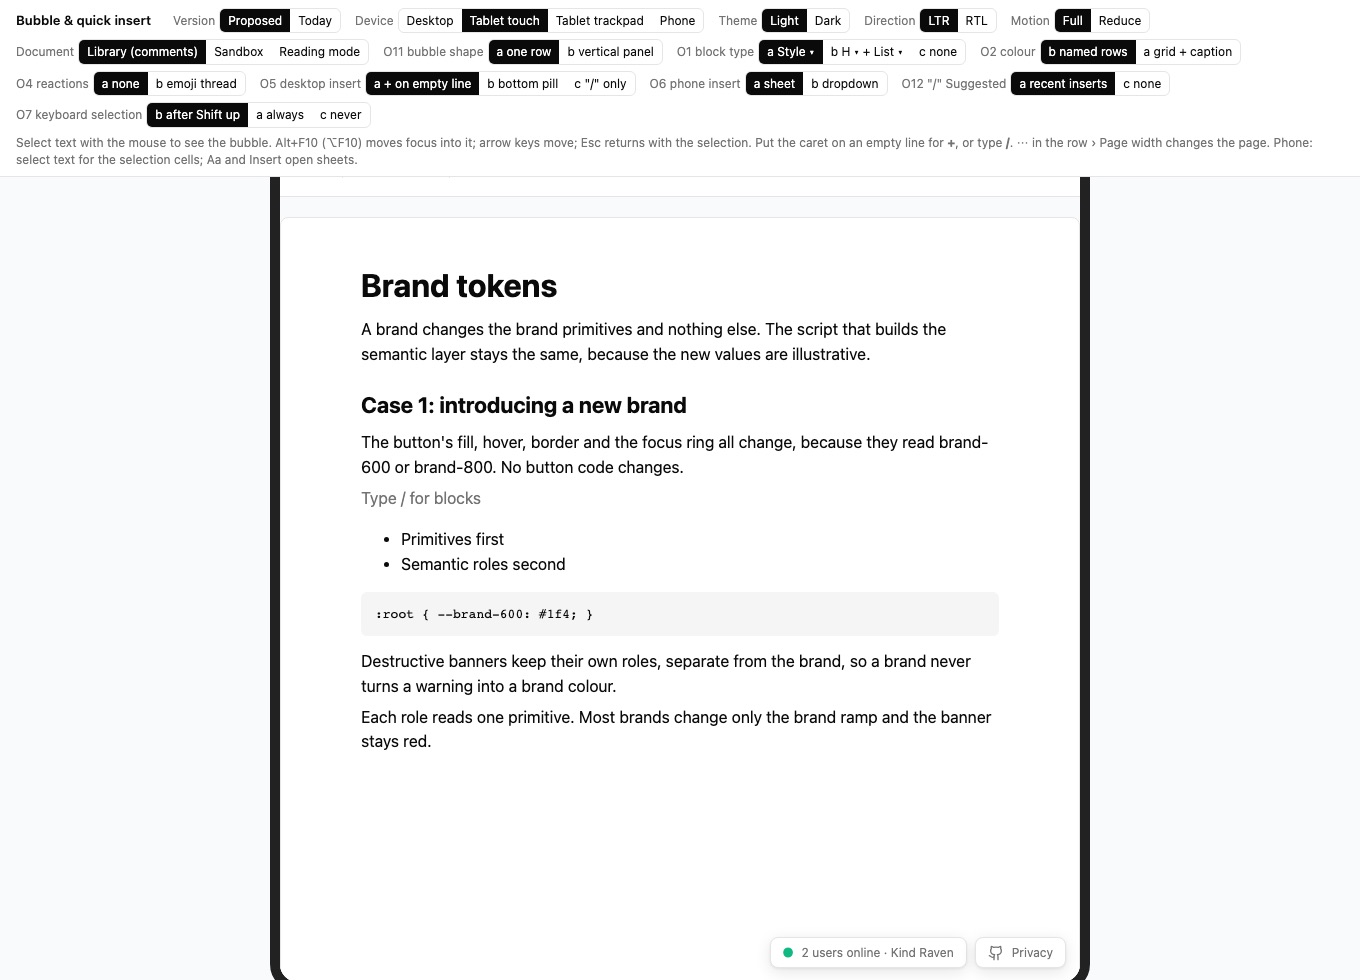 Bubble & quick insert Version Proposed Today Device Desktop Tablet touch Tablet trackpad Phone Theme Light Dark Direction LTR RTL Motion Full Reduce
Document Library (comments) Sandbox Reading mode O11 bubble shape a one row b vertical panel O1 block type a Style ▾ b H ▾ + List ▾ c none O2 colour b named rows a grid + caption
O4 reactions a none b emoji thread O5 desktop insert a + on empty line b bottom pill c "/" only O6 phone insert a sheet b dropdown O12 "/" Suggested a recent inserts c none
O7 keyboard selection b after Shift up a always c never
Select text with the mouse to see the bubble. Alt+F10 (⌥F10) moves focus into it; arrow keys move; Esc returns with the selection. Put the caret on an empty line for +, or type /. ··· in the row › Page width changes the page. Phone:
select text for the selection cells; Aa and Insert open sheets.
Brand tokens
A brand changes the brand primitives and nothing else. The script that builds the
semantic layer stays the same, because the new values are illustrative.
Case 1: introducing a new brand
The button's fill, hover, border and the focus ring all change, because they read brand-
600 or brand-800. No button code changes.
Type / for blocks
• Primitives first
• Semantic roles second
:root { --brand-600: #1f4; }
Destructive banners keep their own roles, separate from the brand, so a brand never
turns a warning into a brand colour.
Each role reads one primitive. Most brands change only the brand ramp and the banner
stays red.
2 users online · Kind Raven Privacy